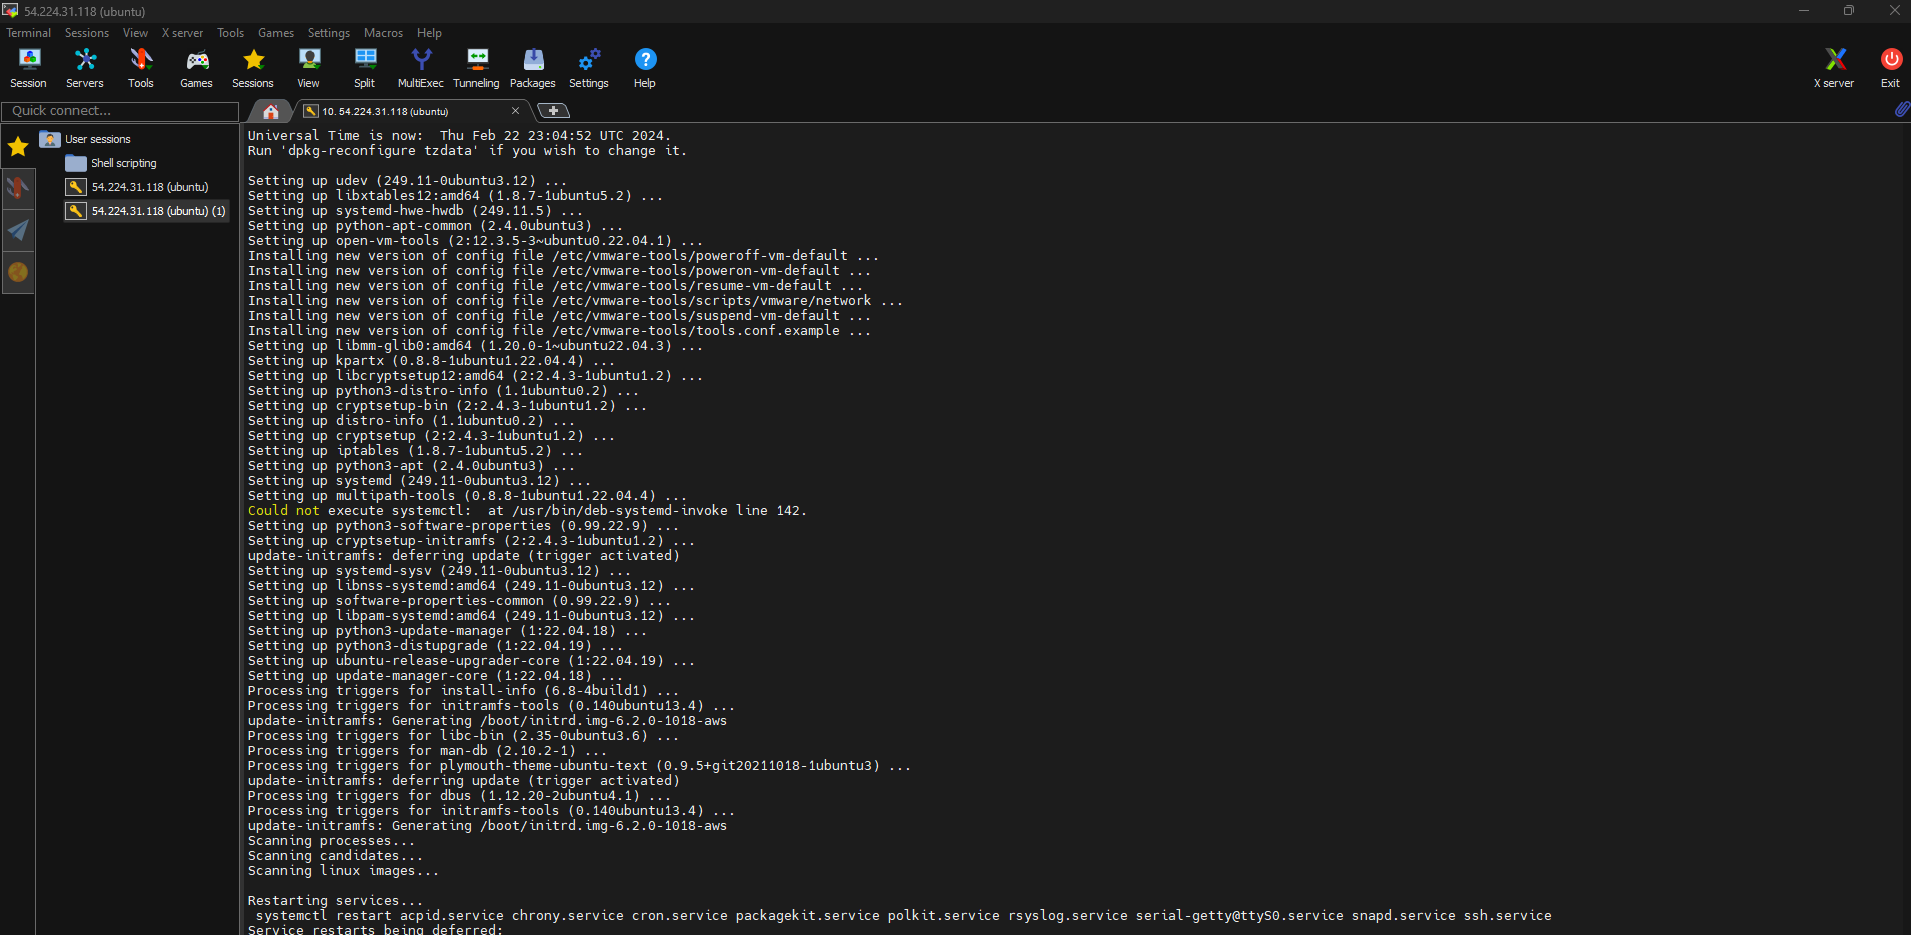 54.224.31.118 (ubuntu)
Terminal Sessions View X server Tools Games Settings Macros Help
Session Servers Tools Games Sessions View Split MultiExec Tunneling Packages Settings Help X server Exit
Quick connect...
10. 54.224.31.118 (ubuntu)
User sessions
Shell scripting
54.224.31.118 (ubuntu)
54.224.31.118 (ubuntu) (1)
Universal Time is now:  Thu Feb 22 23:04:52 UTC 2024.
Run 'dpkg-reconfigure tzdata' if you wish to change it.
Setting up udev (249.11-0ubuntu3.12) ...
Setting up libxtables12:amd64 (1.8.7-1ubuntu5.2) ...
Setting up systemd-hwe-hwdb (249.11.5) ...
Setting up python-apt-common (2.4.0ubuntu3) ...
Setting up open-vm-tools (2:12.3.5-3~ubuntu0.22.04.1) ...
Installing new version of config file /etc/vmware-tools/poweroff-vm-default ...
Installing new version of config file /etc/vmware-tools/poweron-vm-default ...
Installing new version of config file /etc/vmware-tools/resume-vm-default ...
Installing new version of config file /etc/vmware-tools/scripts/vmware/network ...
Installing new version of config file /etc/vmware-tools/suspend-vm-default ...
Installing new version of config file /etc/vmware-tools/tools.conf.example ...
Setting up libmm-glib0:amd64 (1.20.0-1~ubuntu22.04.3) ...
Setting up kpartx (0.8.8-1ubuntu1.22.04.4) ...
Setting up libcryptsetup12:amd64 (2:2.4.3-1ubuntu1.2) ...
Setting up python3-distro-info (1.1ubuntu0.2) ...
Setting up cryptsetup-bin (2:2.4.3-1ubuntu1.2) ...
Setting up distro-info (1.1ubuntu0.2) ...
Setting up cryptsetup (2:2.4.3-1ubuntu1.2) ...
Setting up iptables (1.8.7-1ubuntu5.2) ...
Setting up python3-apt (2.4.0ubuntu3) ...
Setting up systemd (249.11-0ubuntu3.12) ...
Setting up multipath-tools (0.8.8-1ubuntu1.22.04.4) ...
Could not execute systemctl:  at /usr/bin/deb-systemd-invoke line 142.
Setting up python3-software-properties (0.99.22.9) ...
Setting up cryptsetup-initramfs (2:2.4.3-1ubuntu1.2) ...
update-initramfs: deferring update (trigger activated)
Setting up systemd-sysv (249.11-0ubuntu3.12) ...
Setting up libnss-systemd:amd64 (249.11-0ubuntu3.12) ...
Setting up software-properties-common (0.99.22.9) ...
Setting up libpam-systemd:amd64 (249.11-0ubuntu3.12) ...
Setting up python3-update-manager (1:22.04.18) ...
Setting up python3-distupgrade (1:22.04.19) ...
Setting up ubuntu-release-upgrader-core (1:22.04.19) ...
Setting up update-manager-core (1:22.04.18) ...
Processing triggers for install-info (6.8-4build1) ...
Processing triggers for initramfs-tools (0.140ubuntu13.4) ...
update-initramfs: Generating /boot/initrd.img-6.2.0-1018-aws
Processing triggers for libc-bin (2.35-0ubuntu3.6) ...
Processing triggers for man-db (2.10.2-1) ...
Processing triggers for plymouth-theme-ubuntu-text (0.9.5+git20211018-1ubuntu3) ...
update-initramfs: deferring update (trigger activated)
Processing triggers for dbus (1.12.20-2ubuntu4.1) ...
Processing triggers for initramfs-tools (0.140ubuntu13.4) ...
update-initramfs: Generating /boot/initrd.img-6.2.0-1018-aws
Scanning processes...
Scanning candidates...
Scanning linux images...
Restarting services...
systemctl restart acpid.service chrony.service cron.service packagekit.service polkit.service rsyslog.service serial-getty@ttyS0.service snapd.service ssh.service
Service restarts being deferred: